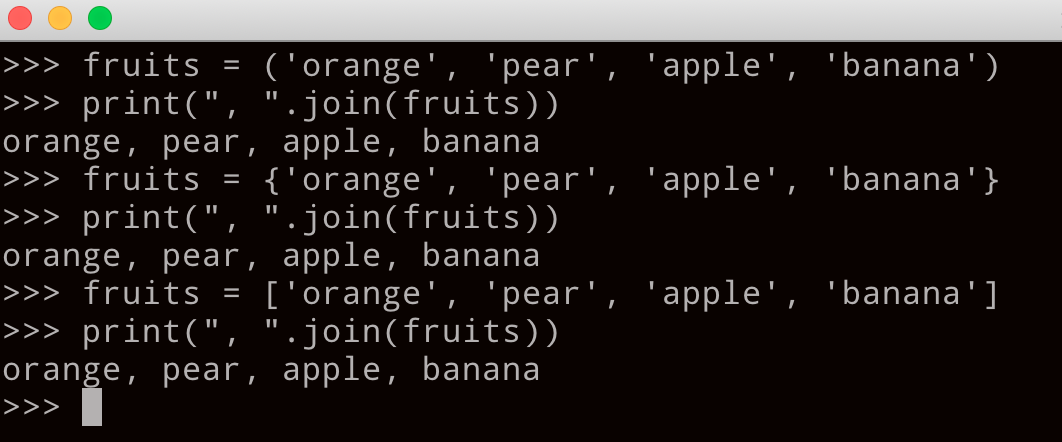 >>> fruits = ('orange', 'pear', 'apple', 'banana')
>>> print(", ".join(fruits))
orange, pear, apple, banana
>>> fruits = {'orange', 'pear', 'apple', 'banana'}
>>> print(", ".join(fruits))
orange, pear, apple, banana
>>> fruits = ['orange', 'pear', 'apple', 'banana']
>>> print(", ".join(fruits))
orange, pear, apple, banana
>>>